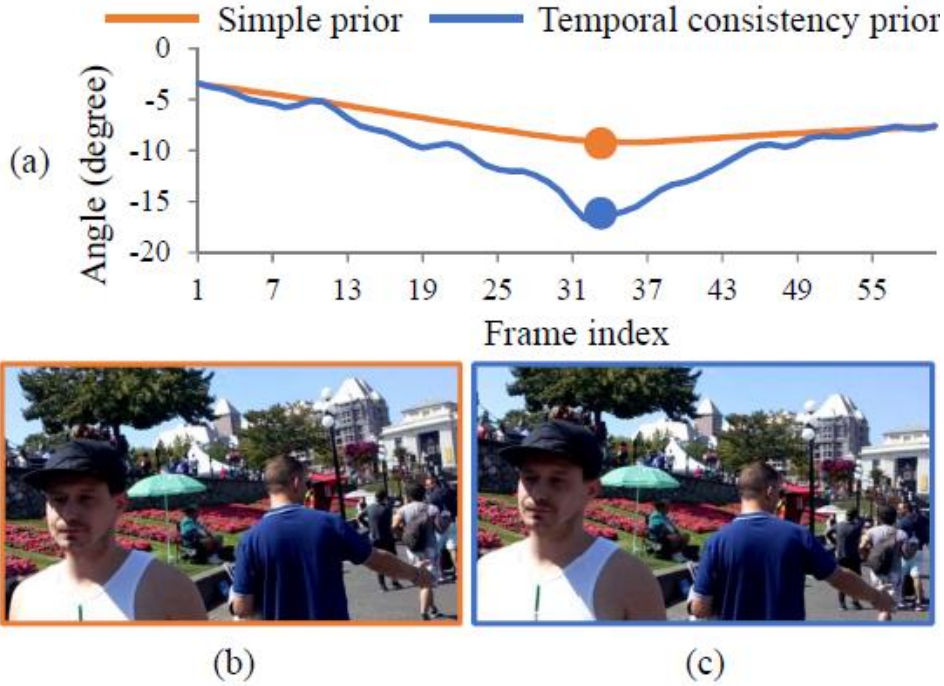 Simple prior Temporal consistency prior
(a)
Angle (degree)
0
-5
-10
-15
-20
1 7 13 19 25 31 37 43 49 55
Frame index
(b) (c)